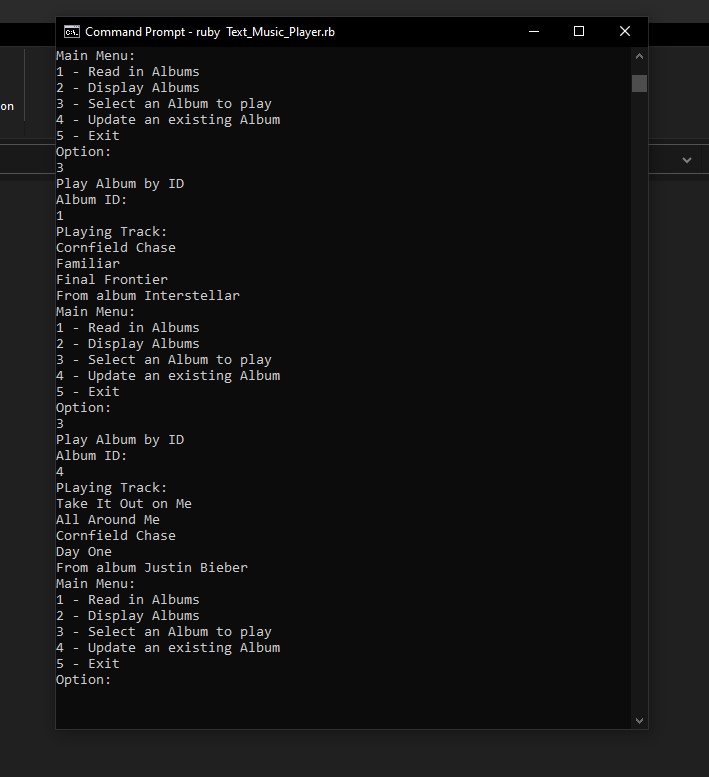 Command Prompt - ruby  Text_Music_Player.rb
Main Menu:
1 - Read in Albums
2 - Display Albums
3 - Select an Album to play
4 - Update an existing Album
on
5 - Exit
Option:
3
Play Album by ID
Album ID:
1
PLaying Track:
Cornfield Chase
Familiar
Final Frontier
From album Interstellar
Main Menu:
1 - Read in Albums
2 - Display Albums
3 - Select an Album to play
4 - Update an existing Album
5 - Exit
Option:
3
Play Album by ID
Album ID:
4
PLaying Track:
Take It Out on Me
All Around Me
Cornfield Chase
Day One
From album Justin Bieber
Main Menu:
1 - Read in Albums
2 - Display Albums
3 - Select an Album to play
4 - Update an existing Album
5 - Exit
Option: